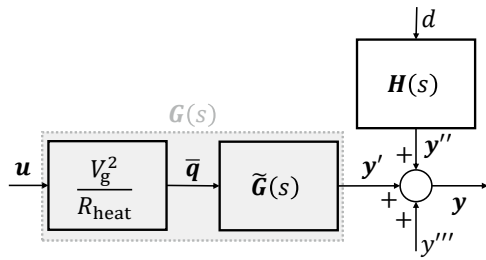 d
H(s)
G(s)
+ y''
u
V_g^2 / R_heat
q̅
G̃(s)
y'
+
y
+
y'''